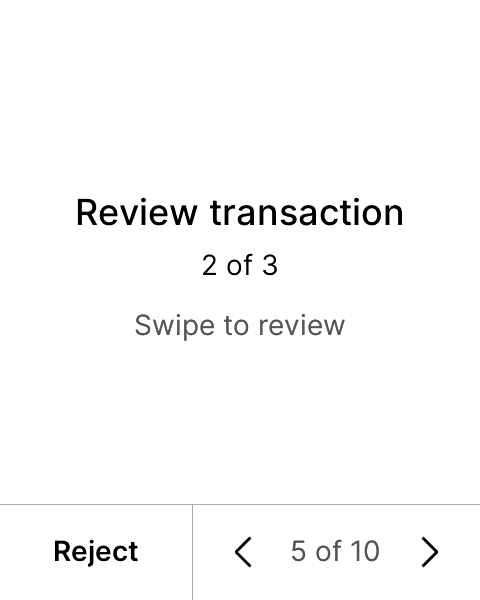 Review transaction
2 of 3
Swipe to review
Reject
5 of 10